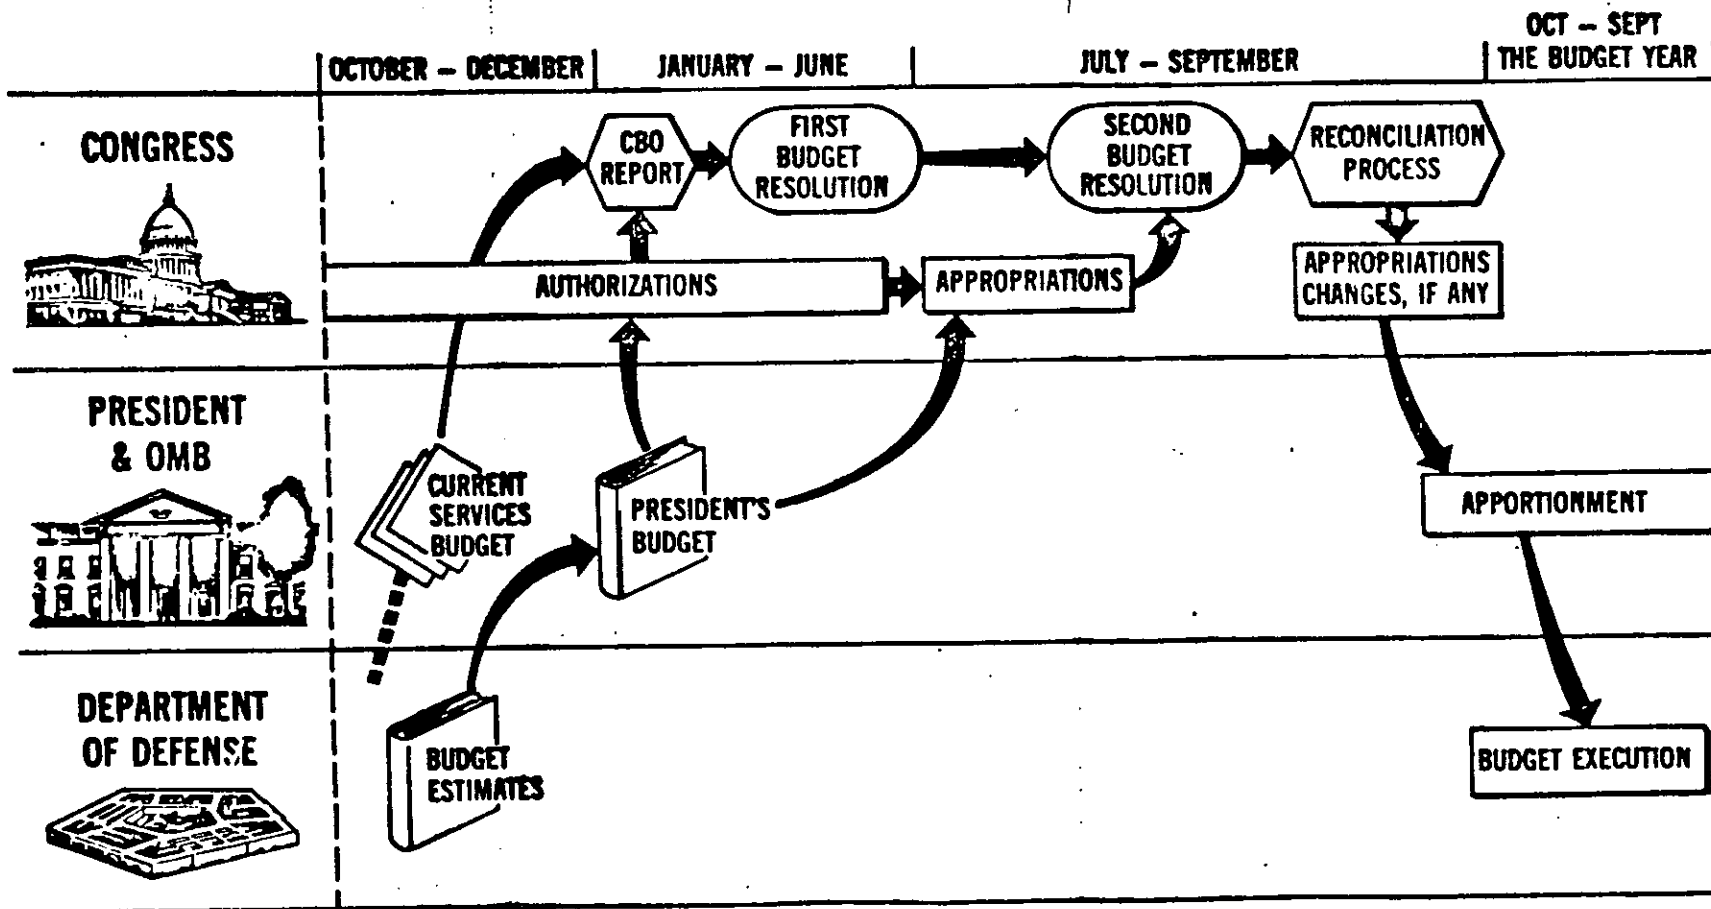 OCT – SEPT
OCTOBER – DECEMBER
JANUARY – JUNE
JULY – SEPTEMBER
THE BUDGET YEAR
CONGRESS
CBO
REPORT
FIRST
BUDGET
RESOLUTION
SECOND
BUDGET
RESOLUTION
RECONCILIATION
PROCESS
AUTHORIZATIONS
APPROPRIATIONS
APPROPRIATIONS
CHANGES, IF ANY
PRESIDENT
& OMB
CURRENT
SERVICES
BUDGET
PRESIDENT'S
BUDGET
APPORTIONMENT
DEPARTMENT
OF DEFENSE
BUDGET
ESTIMATES
BUDGET EXECUTION